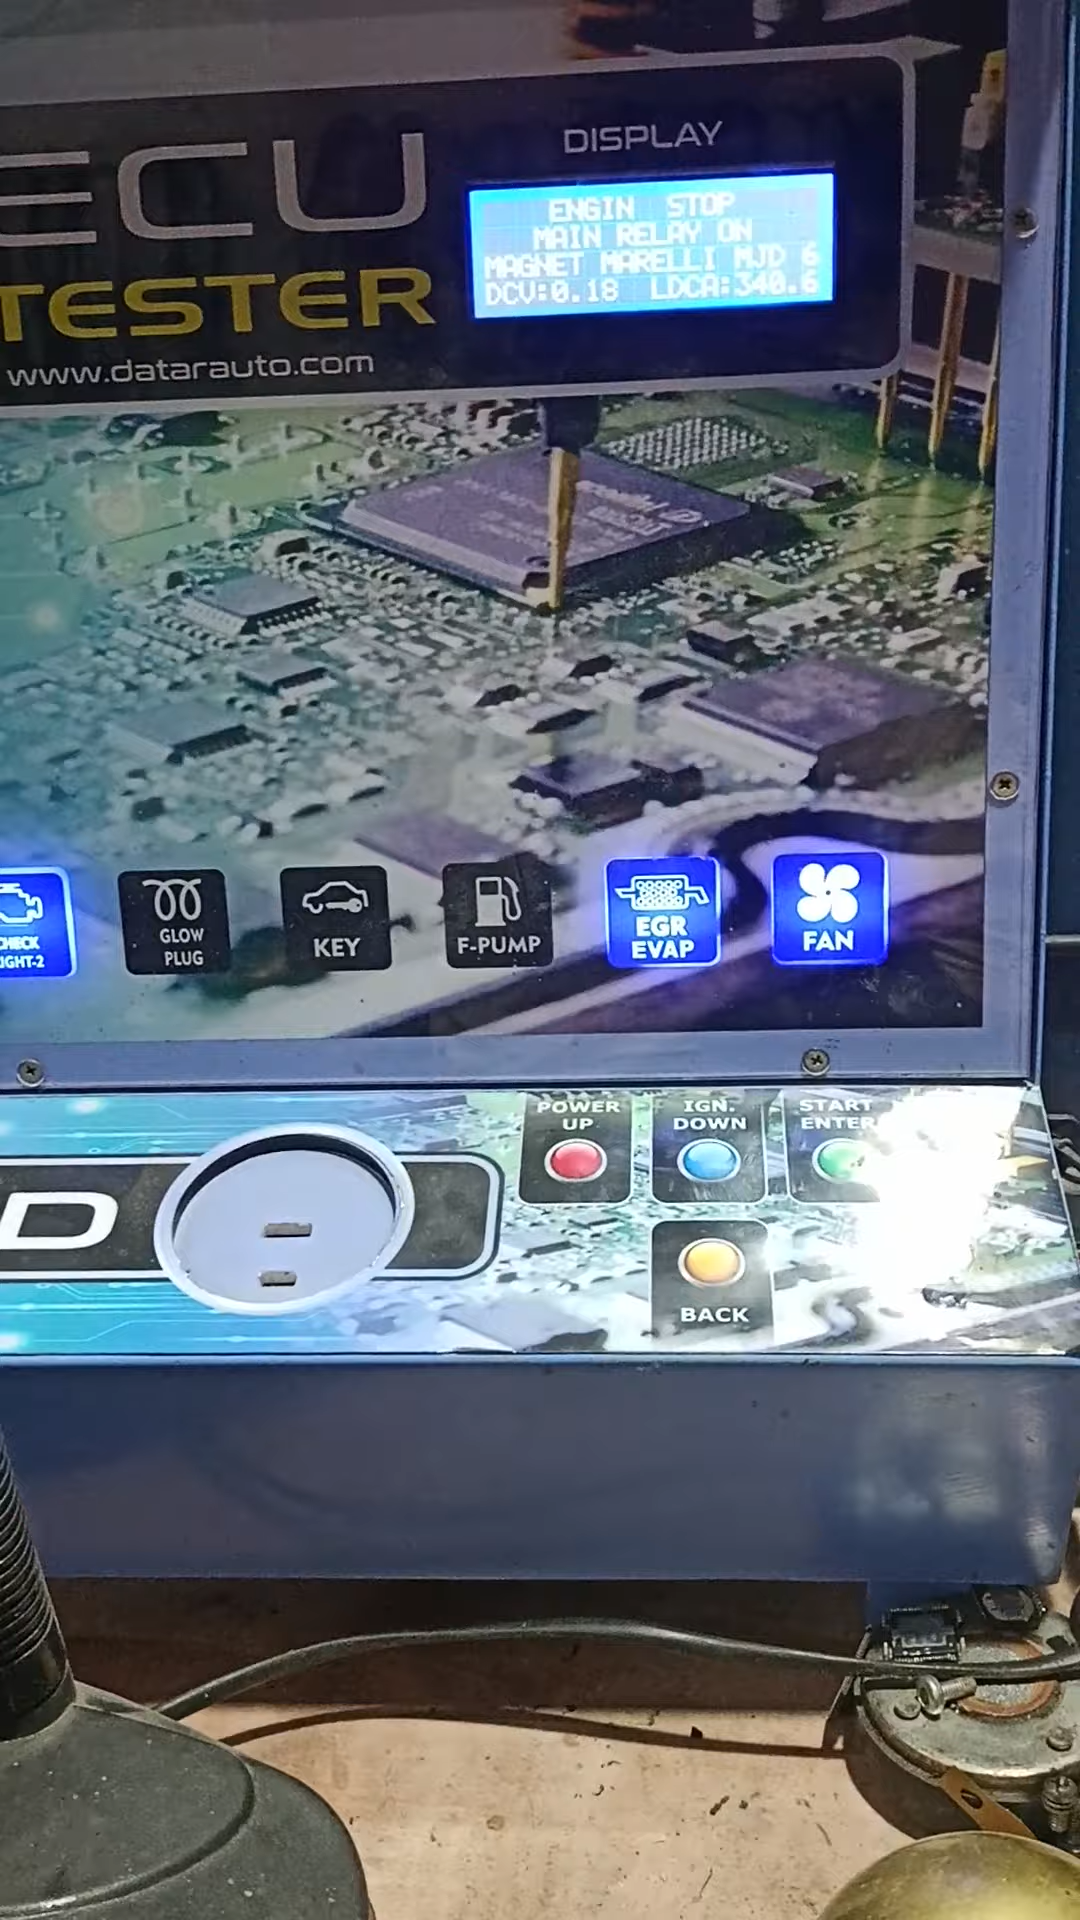 ECU
TESTER
www.datarauto.com
DISPLAY
ENGIN STOP
MAIN RELAY ON
MAGNET MARELLI MJD 6
DCV:0.18 LDCA:340.6
CHECK
IGHT-2
GLOW
PLUG
KEY
F-PUMP
EGR
EVAP
FAN
D
POWER
UP
IGN.
DOWN
START
ENTER
BACK